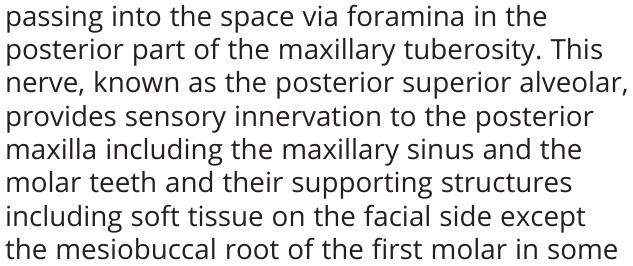 passing into the space via foramina in the
posterior part of the maxillary tuberosity. This
nerve, known as the posterior superior alveolar,
provides sensory innervation to the posterior
maxilla including the maxillary sinus and the
molar teeth and their supporting structures
including soft tissue on the facial side except
the mesiobuccal root of the first molar in some